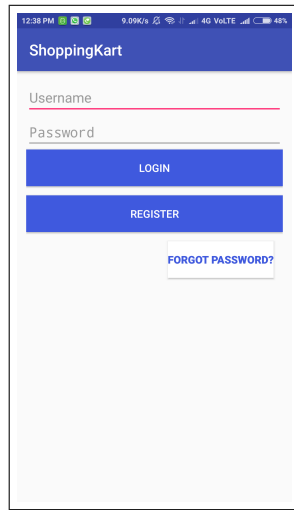 12:38 PM 9.09K/s 4G VoLTE 48%
ShoppingKart
Username
Password
LOGIN
REGISTER
FORGOT PASSWORD?